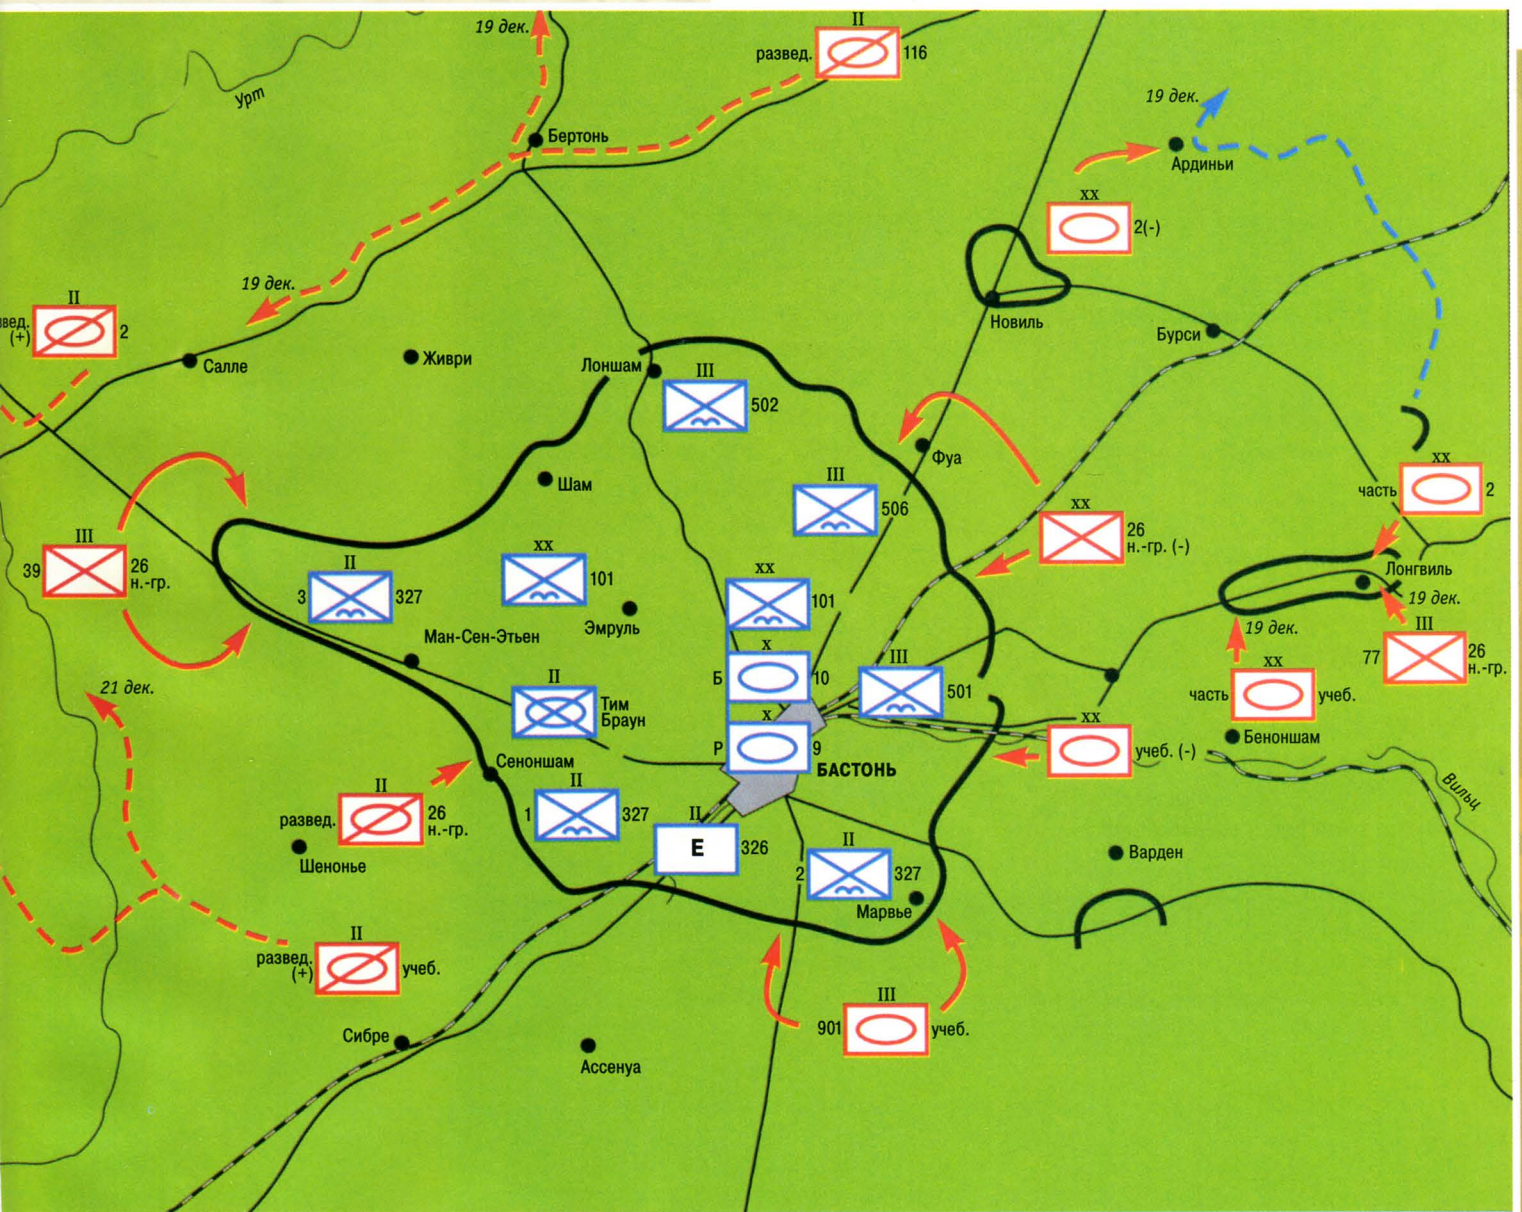 19 дек.
II
развед.
116
Урт
Бертонь
19 дек.
Ардиньи
xx
2(-)
19 дек.
II
(+)
2
Новиль
Бурси
Салле
Живри
Лоншам
III
502
Фуа
xx
часть
2
Шам
III
506
xx
26
н.-гр. (-)
III
39
26
н.-гр.
II
3
327
xx
101
xx
101
Эмруль
Лонгвиль
19 дек.
19 дек.
III
77
26
н.-гр.
Ман-Сен-Этьен
x
Б
10
III
501
xx
часть
учеб.
21 дек.
II
Тим
Браун
x
Р
9
БАСТОНЬ
xx
учеб. (-)
Беноншам
Вильц
Сеноншам
II
развед.
26
н.-гр.
II
1
327
II
E
326
II
2
327
Варден
Шенонье
Марвье
II
развед.
(+)
учеб.
III
901
учеб.
Сибре
Ассенуа